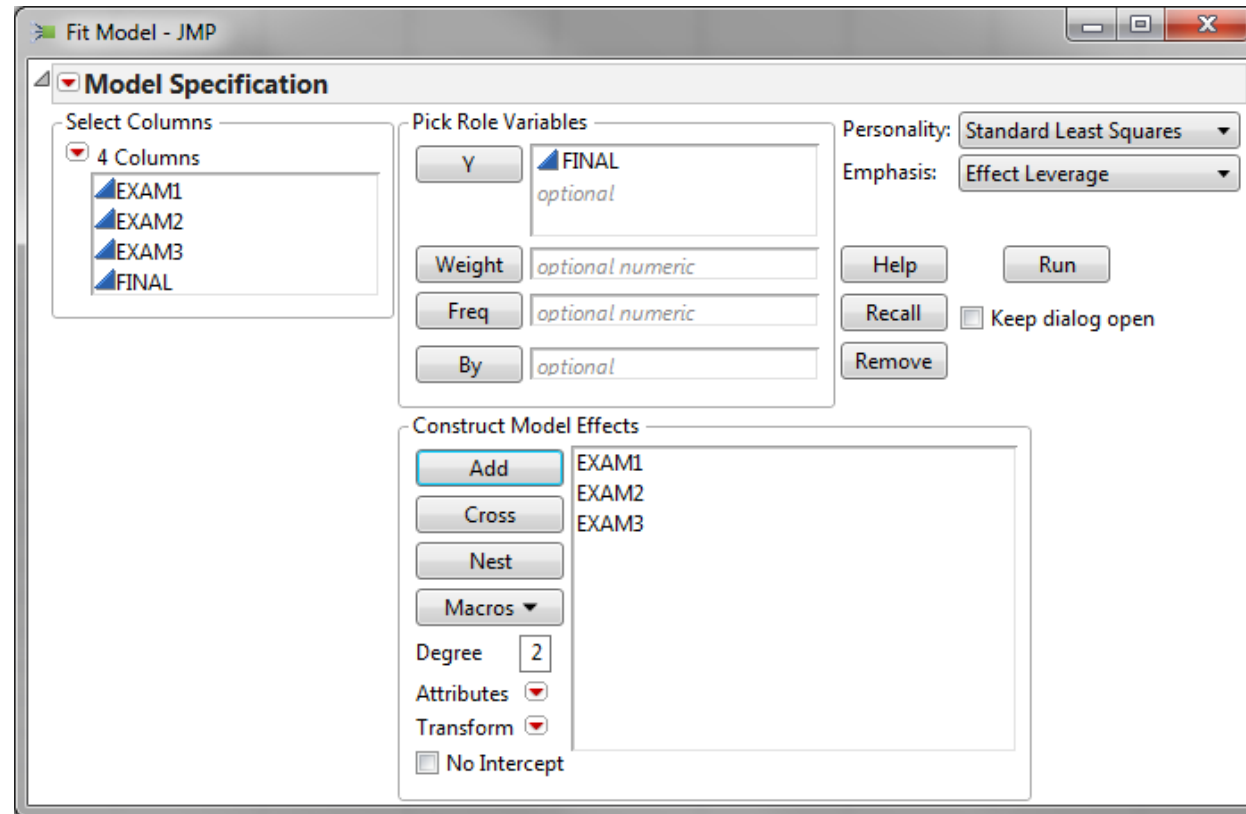 Fit Model - JMP
Model Specification
Select Columns
4 Columns
EXAM1
EXAM2
EXAM3
FINAL
Pick Role Variables
Y
FINAL
optional
Weight
optional numeric
Freq
optional numeric
By
optional
Personality:
Standard Least Squares
Emphasis:
Effect Leverage
Help
Run
Recall
Keep dialog open
Remove
Construct Model Effects
Add
Cross
Nest
Macros
Degree 2
Attributes
Transform
No Intercept
EXAM1
EXAM2
EXAM3